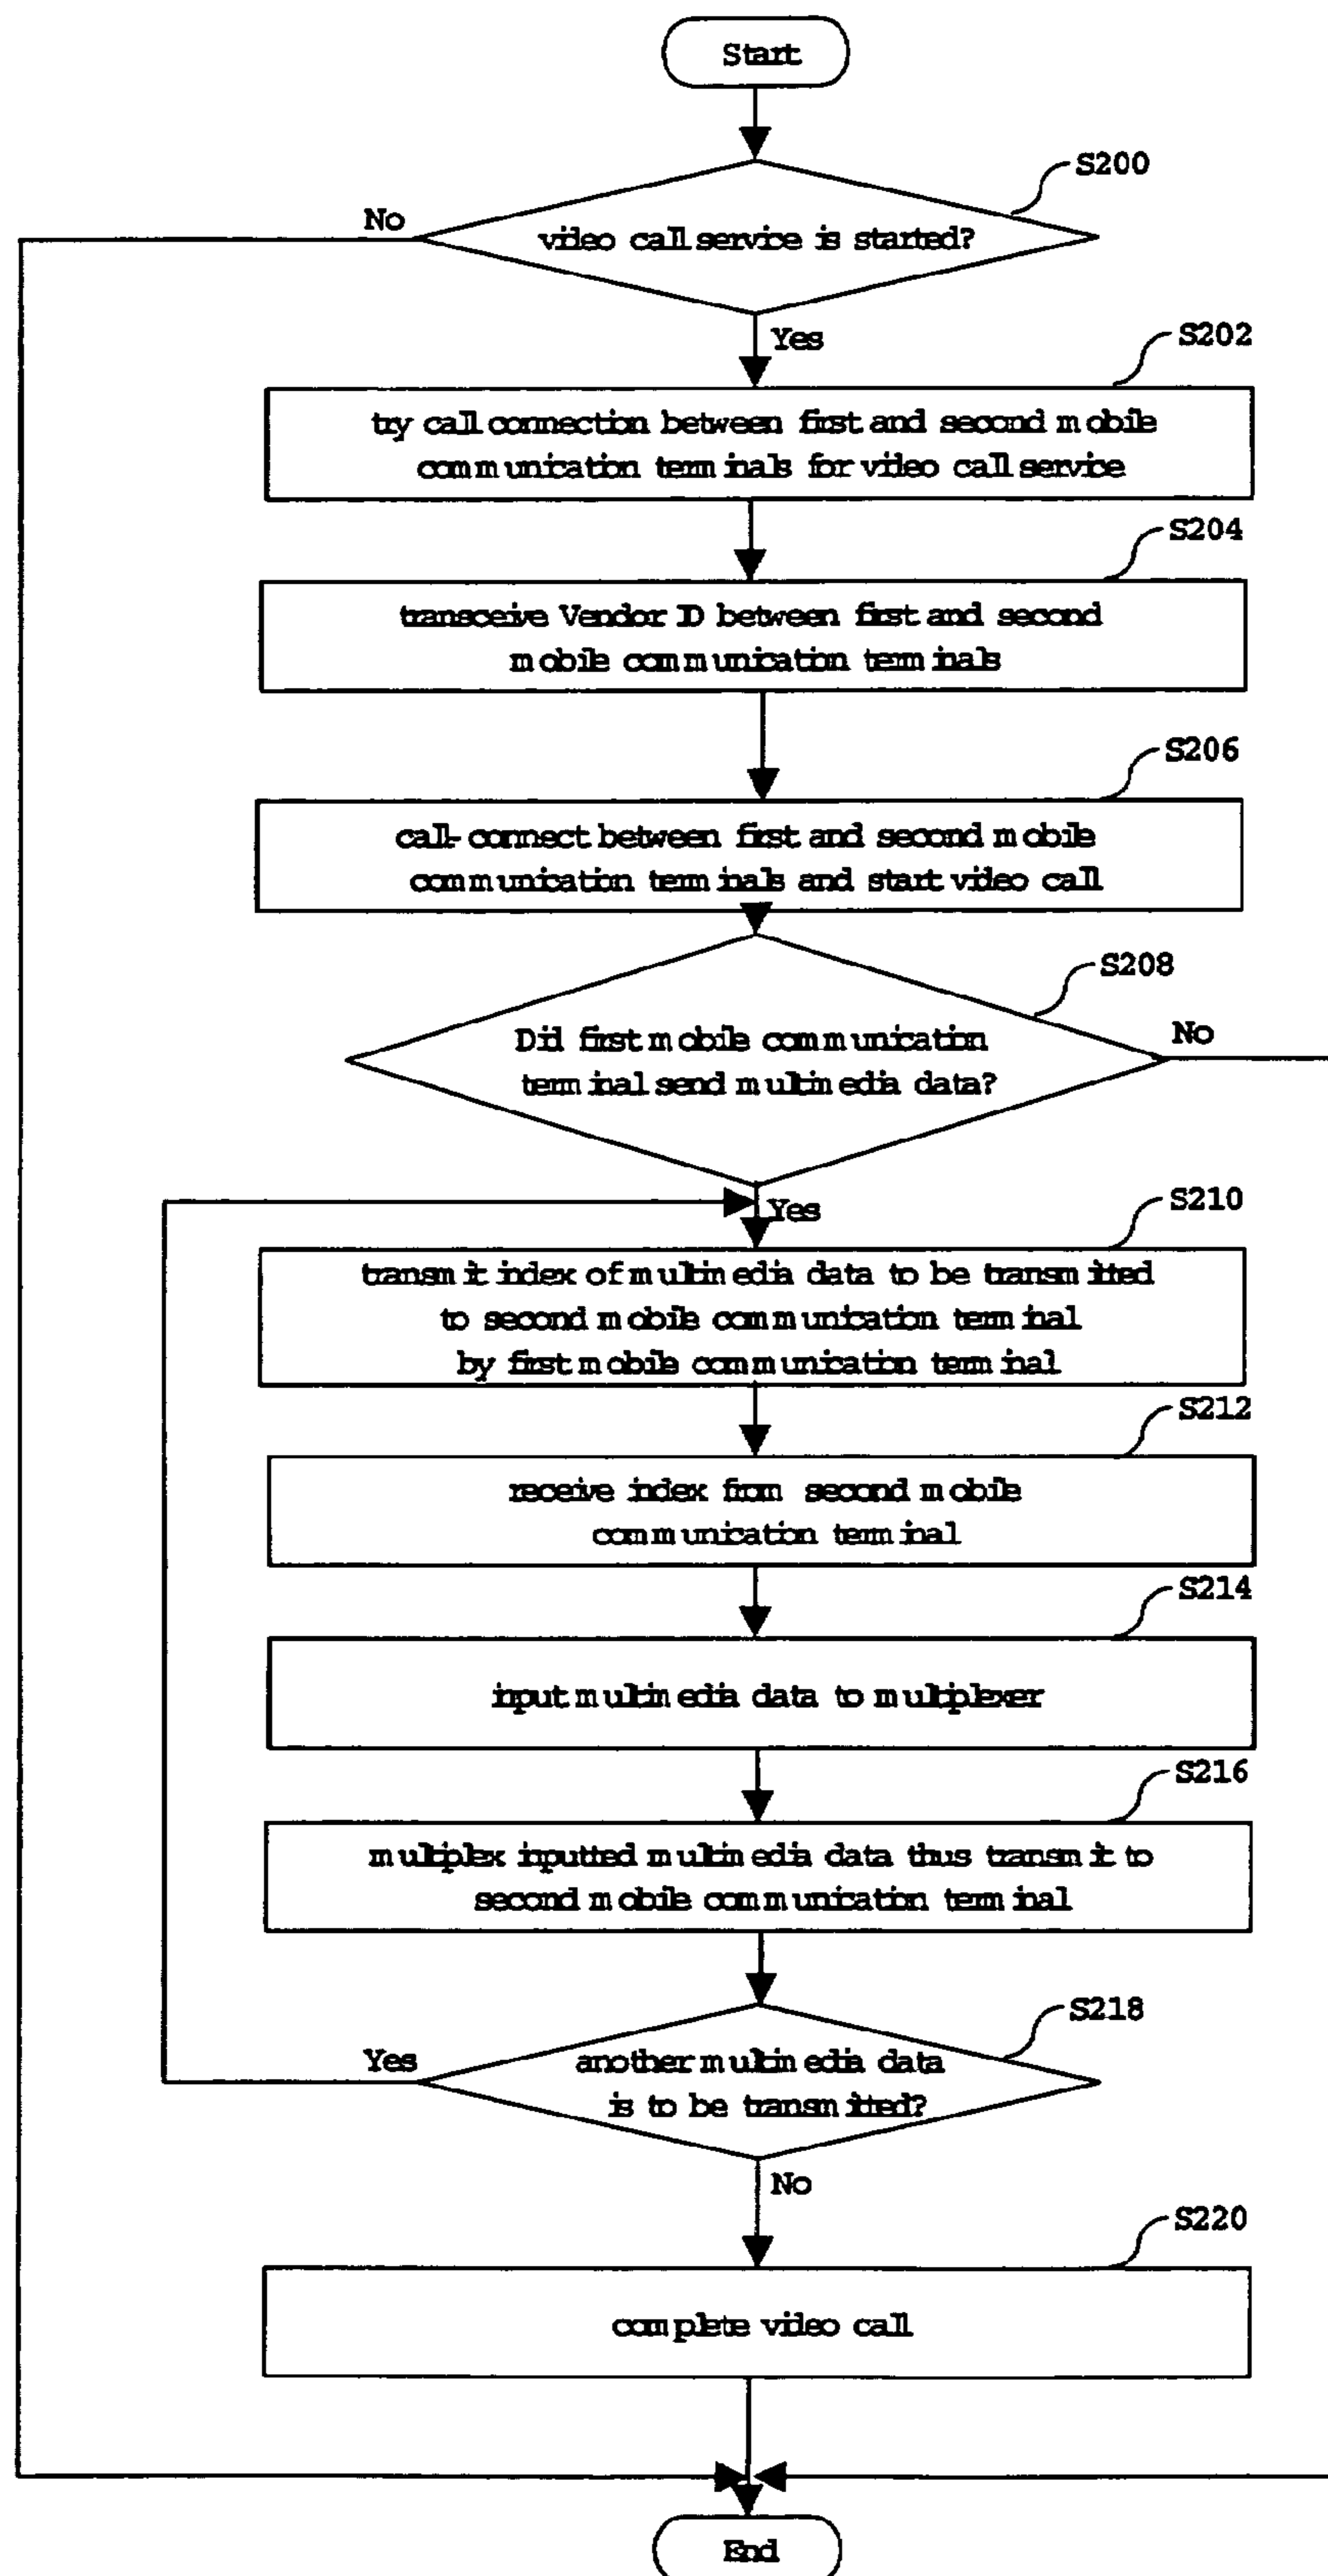 Start
S200
No
video call service is started?
Yes
S202
try call connection between first and second mobile
communication terminals for video call service
S204
transceive Vendor ID between first and second
mobile communication terminals
S206
call-connect between first and second mobile
communication terminals and start video call
S208
Did first mobile communication
terminal send multimedia data?
No
Yes
S210
transmit index of multimedia data to be transmitted
to second mobile communication terminal
by first mobile communication terminal
S212
receive index from second mobile
communication terminal
S214
input multimedia data to multiplexer
S216
multiplex inputted multimedia data thus transmit to
second mobile communication terminal
S218
Yes
another multimedia data
is to be transmitted?
No
S220
complete video call
End